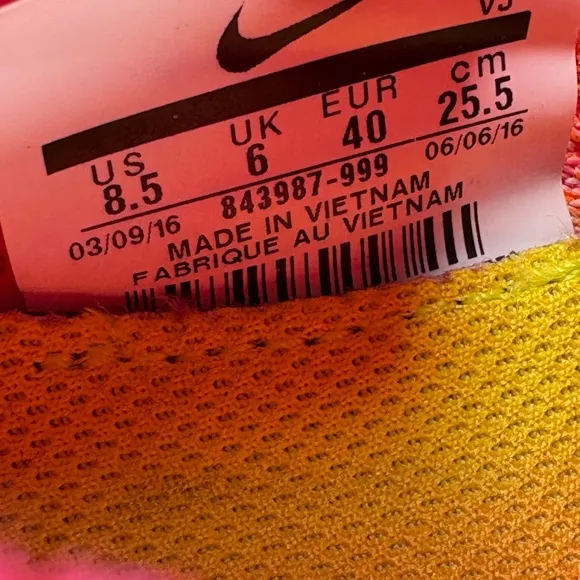 US UK EUR cm
8.5 6 40 25.5
03/09/16 843987-999 06/06/16
MADE IN VIETNAM
FABRIQUE AU VIETNAM